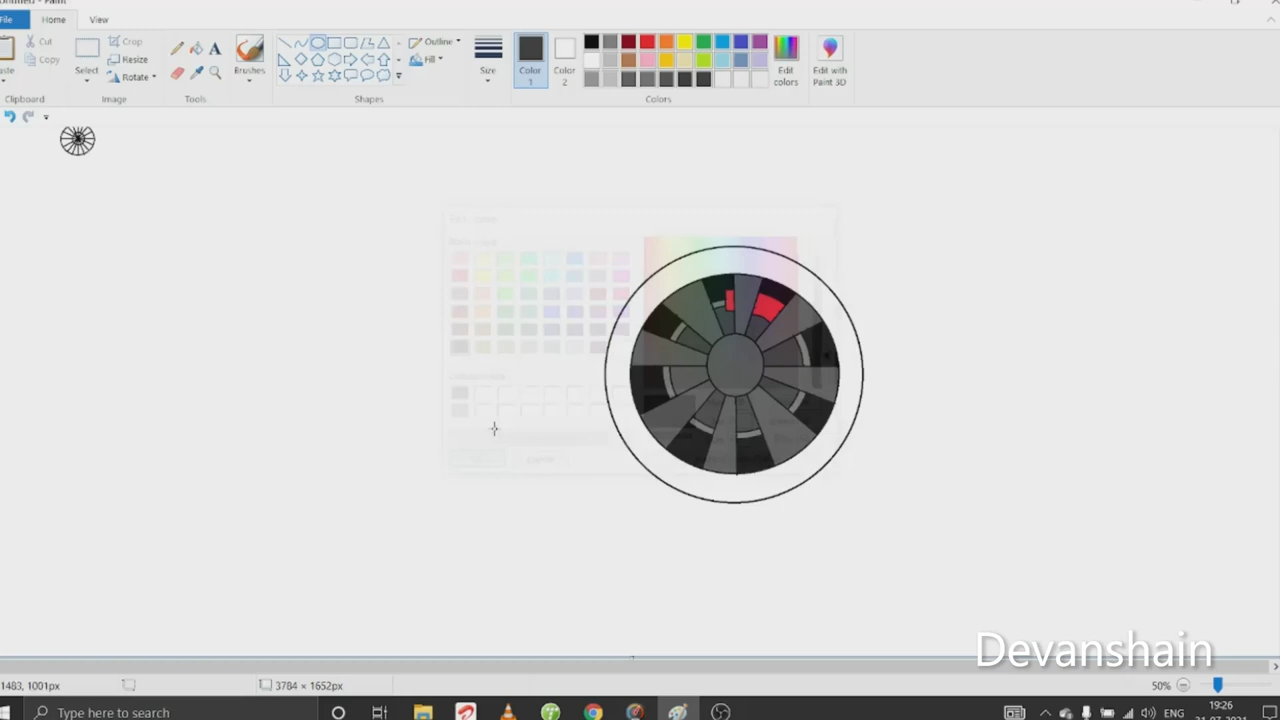 Untitled - Paint
File Home View
Cut
Copy
Crop
Resize
Rotate
Select
Brushes
Outline
Fill
Size
Color 1
Color 2
Edit colors
Edit with Paint 3D
Clipboard Image Tools Shapes Colors
Devanshain
1483, 1001px 3784 × 1652px 50%
Type here to search
ENG
19:26